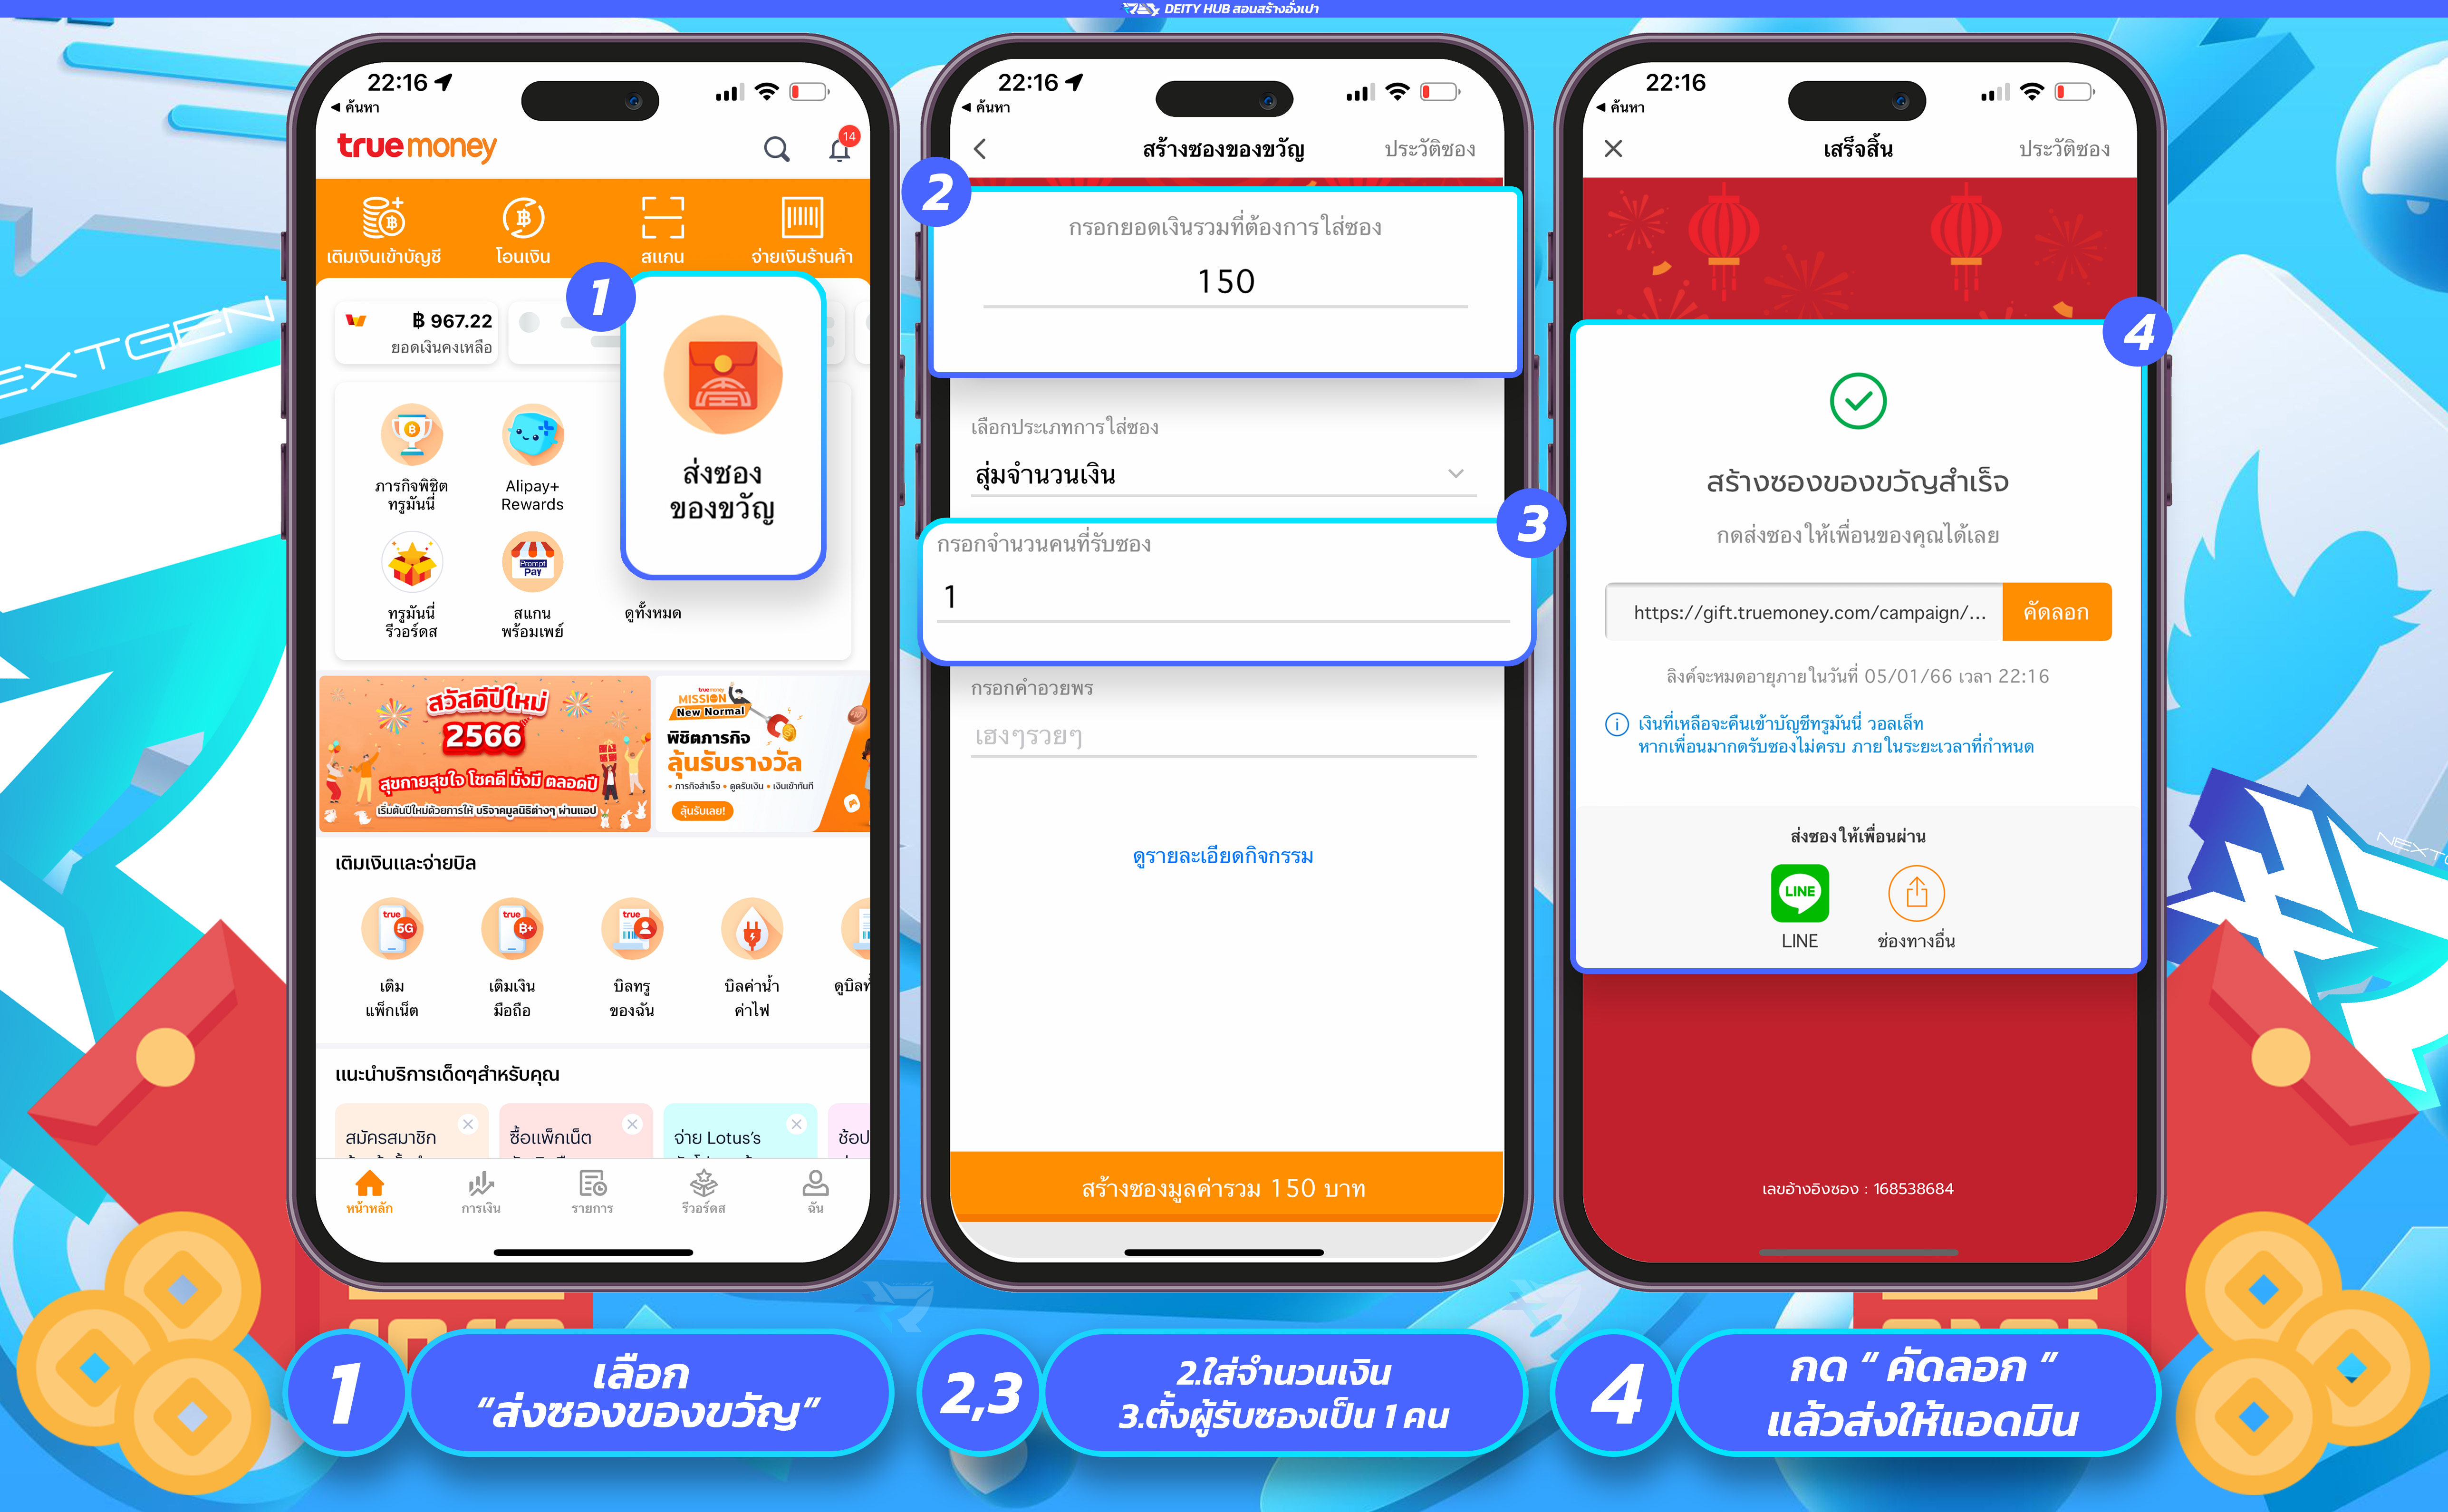 DEITY HUB สอนสร้างอั่งเปา
22:16
ค้นหา
truemoney
14
เติมเงินเข้าบัญชี
โอนเงิน
สแกน
จ่ายเงินร้านค้า
฿ 967.22
ยอดเงินคงเหลือ
1
ส่งซอง
ของขวัญ
ภารกิจพิชิต
ทรูมันนี่
Alipay+
Rewards
ทรูมันนี่
รีวอร์ดส
Prompt
Pay
สแกน
พร้อมเพย์
ดูทั้งหมด
สวัสดีปีใหม่
2566
สุขกายสุขใจ โชคดี มั่งมี ตลอดปี
เริ่มต้นปีใหม่ด้วยการให้ บริจาคมูลนิธิต่างๆ ผ่านแอป
truemoney
MISSION
New Normal
พิชิตภารกิจ
ลุ้นรับรางวัล
• ภารกิจสำเร็จ • ดูดรับเงิน • เงินเข้าทันที
ลุ้นรับเลย!
เติมเงินและจ่ายบิล
true
5G
true
฿+
true
เติม
แพ็กเน็ต
เติมเงิน
มือถือ
บิลทรู
ของฉัน
บิลค่าน้ำ
ค่าไฟ
แนะนำบริการเด็ดๆสำหรับคุณ
สมัครสมาชิก
ซื้อแพ็กเน็ต
จ่าย Lotus's
ช้อป
หน้าหลัก
การเงิน
รายการ
รีวอร์ดส
ฉัน
22:16
ค้นหา
สร้างซองของขวัญ
ประวัติซอง
2
กรอกยอดเงินรวมที่ต้องการใส่ซอง
150
เลือกประเภทการใส่ซอง
สุ่มจำนวนเงิน
3
กรอกจำนวนคนที่รับซอง
1
กรอกคำอวยพร
เฮงๆรวยๆ
ดูรายละเอียดกิจกรรม
สร้างซองมูลค่ารวม 150 บาท
22:16
ค้นหา
เสร็จสิ้น
ประวัติซอง
4
สร้างซองของขวัญสำเร็จ
กดส่งซองให้เพื่อนของคุณได้เลย
https://gift.truemoney.com/campaign/...
คัดลอก
ลิงค์จะหมดอายุภายในวันที่ 05/01/66 เวลา 22:16
เงินที่เหลือจะคืนเข้าบัญชีทรูมันนี่ วอลเล็ท
หากเพื่อนมากดรับซองไม่ครบ ภายในระยะเวลาที่กำหนด
ส่งซองให้เพื่อนผ่าน
LINE
LINE
ช่องทางอื่น
เลขอ้างอิงซอง : 168538684
1
เลือก
"ส่งซองของขวัญ"
2,3
2.ใส่จำนวนเงิน
3.ตั้งผู้รับซองเป็น 1 คน
4
กด " คัดลอก "
แล้วส่งให้แอดมิน